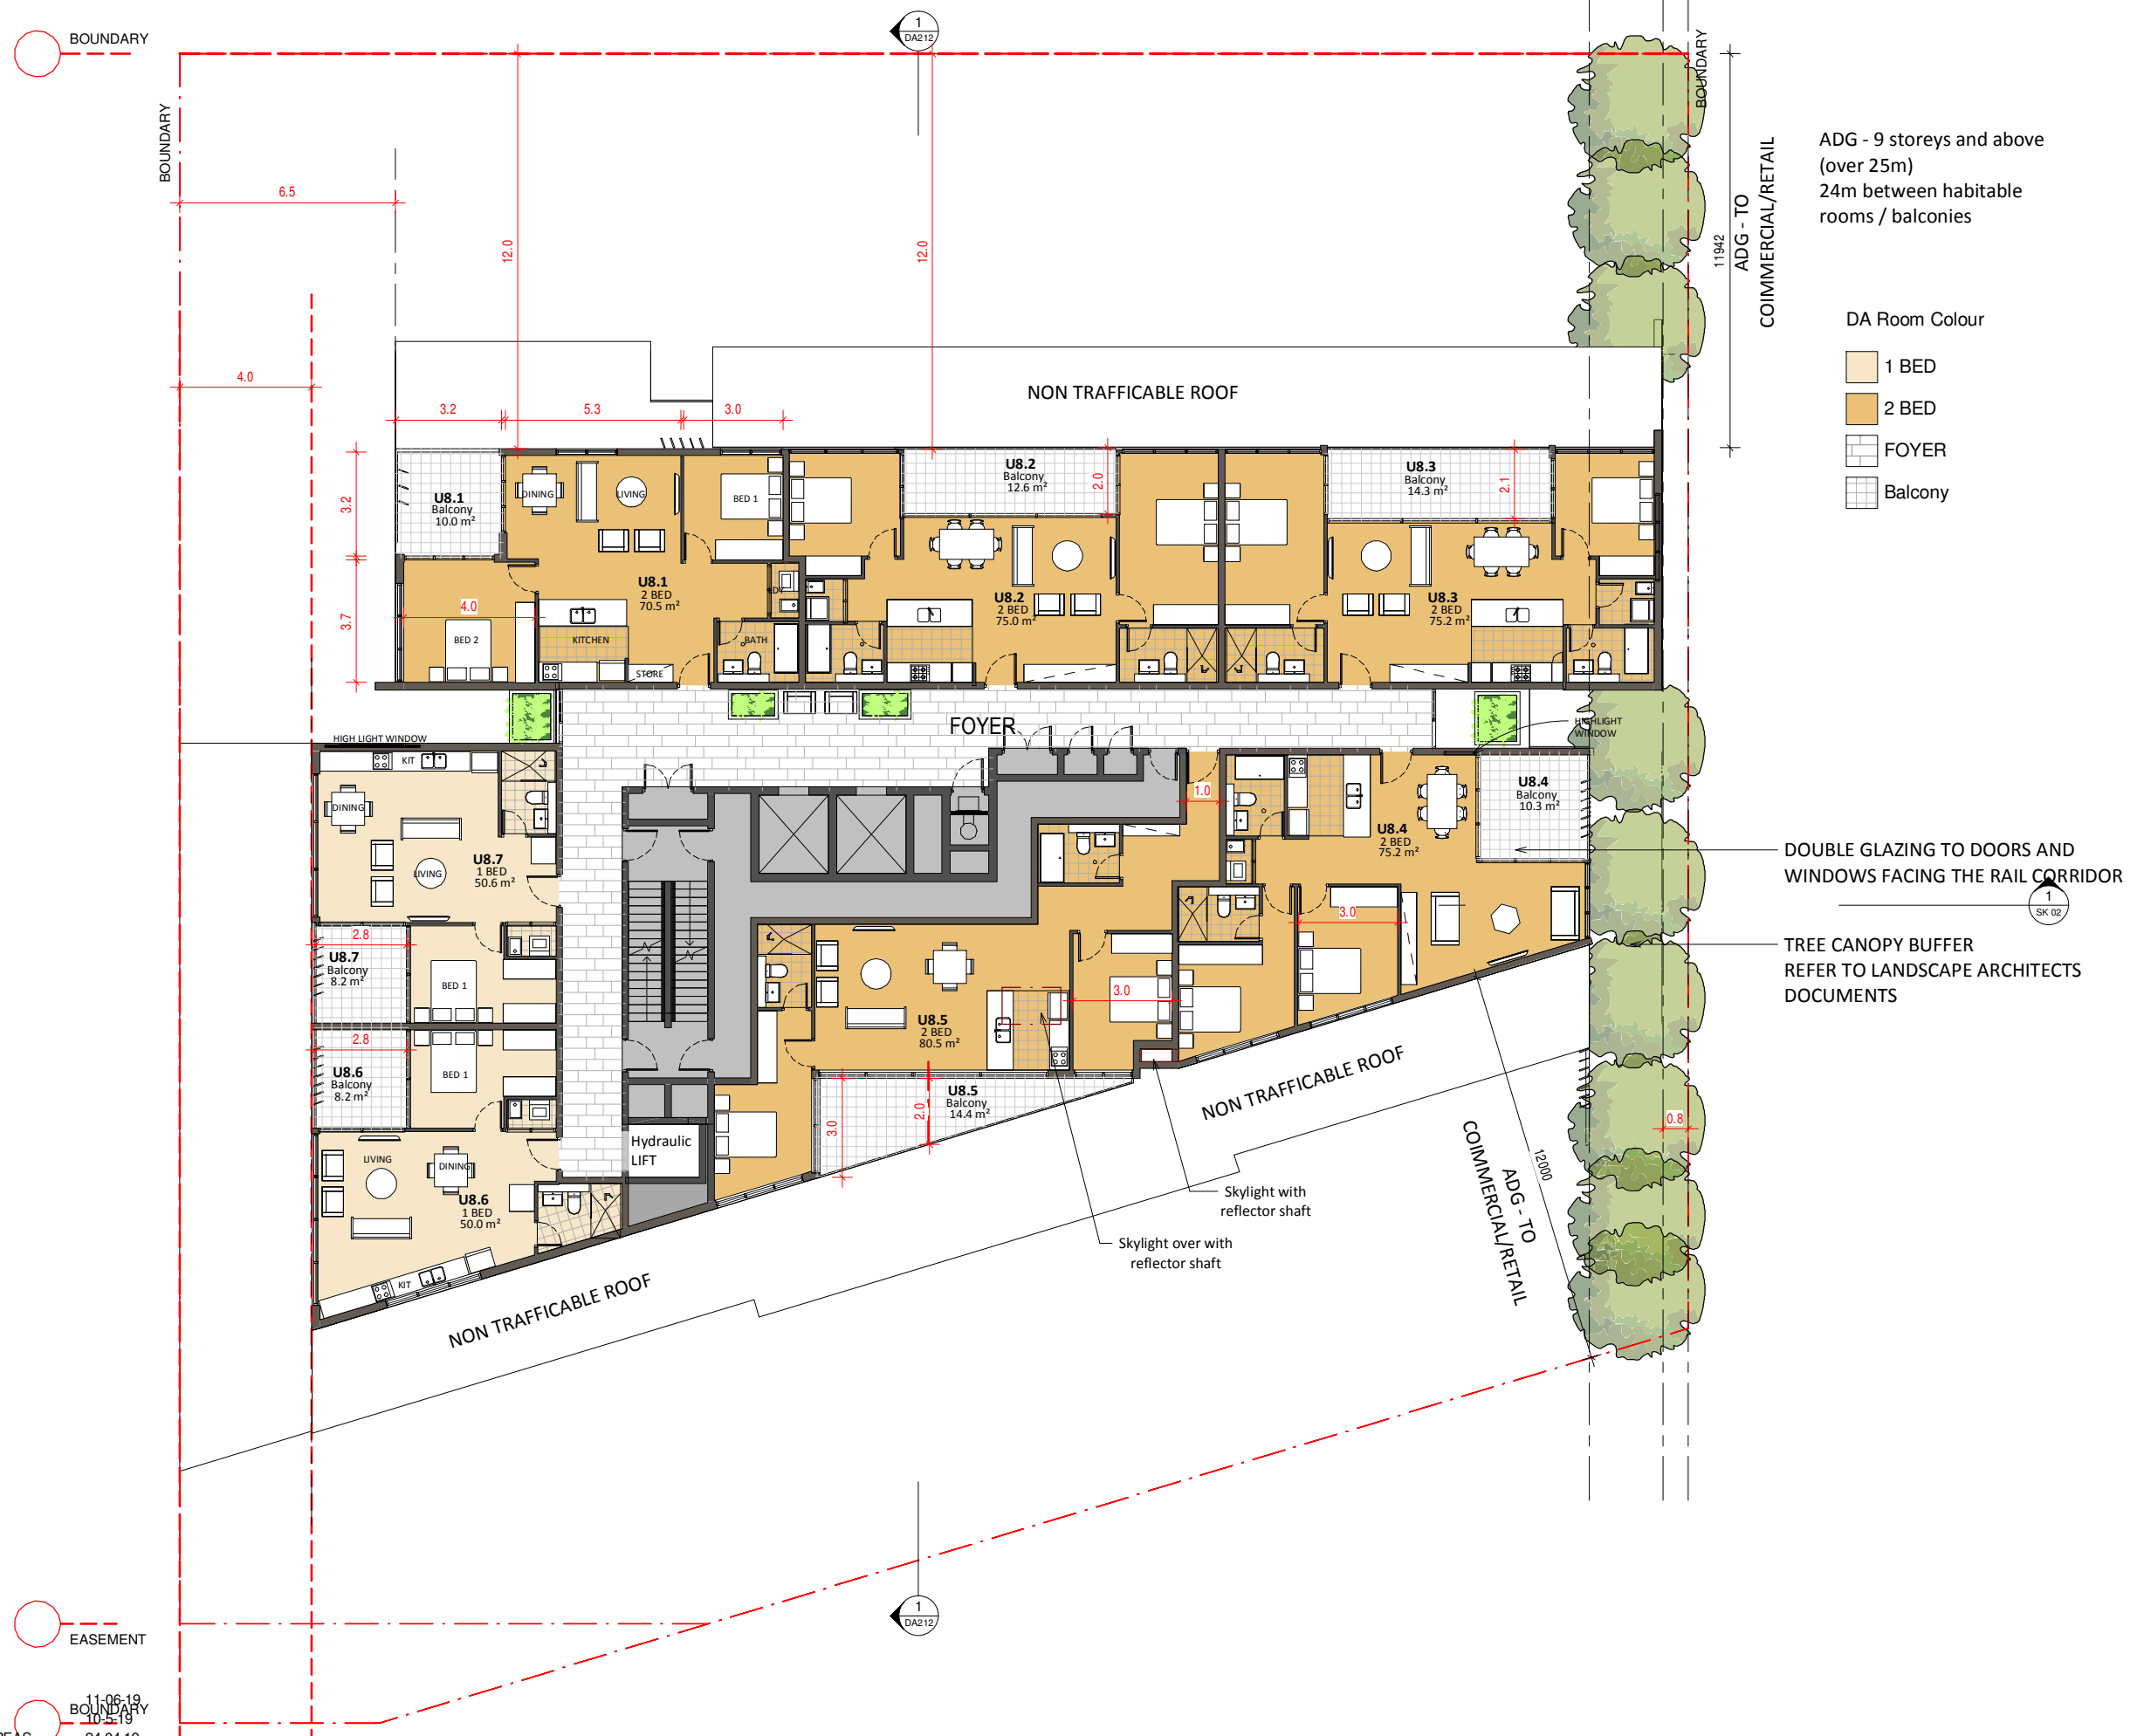 BOUNDARY
1
DA212
BOUNDARY
BOUNDARY
ADG - 9 storeys and above
(over 25m)
24m between habitable
rooms / balconies
6.5
12.0
12.0
11942
ADG - TO
COIMMERCIAL/RETAIL
DA Room Colour
1 BED
2 BED
FOYER
Balcony
4.0
NON TRAFFICABLE ROOF
3.2
5.3
3.0
3.2
3.7
U8.1
Balcony
10.0 m²
DINING
LIVING
BED 1
U8.2
Balcony
12.6 m²
2.0
U8.3
Balcony
14.3 m²
2.1
U8.1
2 BED
70.5 m²
4.0
BED 2
KITCHEN
STORE
BATH
U8.2
2 BED
75.0 m²
U8.3
2 BED
75.2 m²
FOYER
HIGHLIGHT
WINDOW
HIGH LIGHT WINDOW
KIT
DINING
LIVING
U8.7
1 BED
50.6 m²
1.0
U8.4
Balcony
10.3 m²
U8.4
2 BED
75.2 m²
DOUBLE GLAZING TO DOORS AND
WINDOWS FACING THE RAIL CORRIDOR
1
SK 02
3.0
2.8
U8.7
Balcony
8.2 m²
BED 1
TREE CANOPY BUFFER
REFER TO LANDSCAPE ARCHITECTS
DOCUMENTS
3.0
U8.5
2 BED
80.5 m²
2.8
U8.6
Balcony
8.2 m²
BED 1
U8.5
Balcony
14.4 m²
3.0
2.0
NON TRAFFICABLE ROOF
0.8
Hydraulic
LIFT
LIVING
DINING
U8.6
1 BED
50.0 m²
KIT
12000
ADG - TO
COIMMERCIAL/RETAIL
Skylight with
reflector shaft
Skylight over with
reflector shaft
NON TRAFFICABLE ROOF
1
DA212
EASEMENT
11-06-19
BOUNDARY
10-5-19